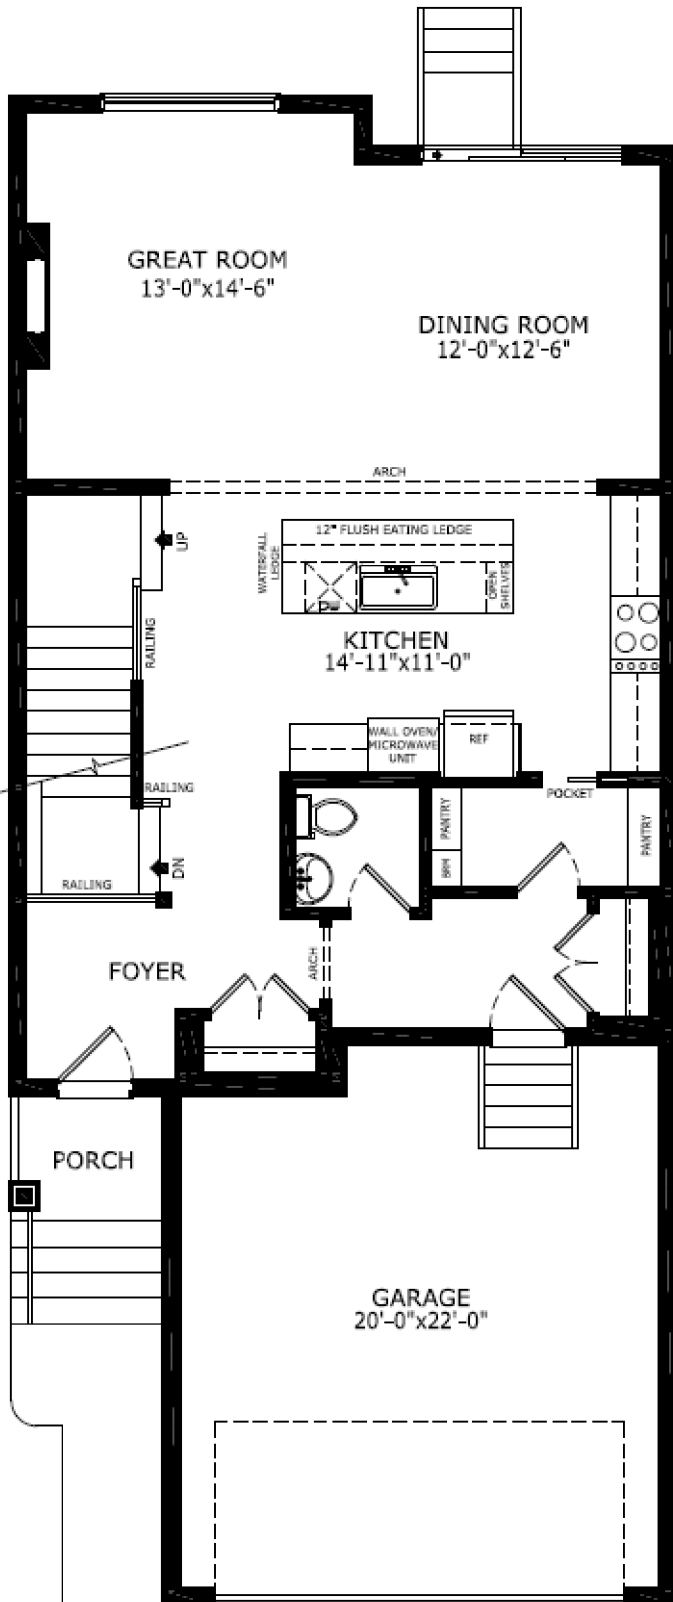 GREAT ROOM
13'-0"x14'-6"
DINING ROOM
12'-0"x12'-6"
ARCH
UP
12" FLUSH EATING LEDGE
WATERFALL
LEDGE
OPEN
SHELVES
KITCHEN
14'-11"x11'-0"
RAILING
WALL OVEN/
MICROWAVE
UNIT
REF
RAILING
POCKET
PANTRY
PANTRY
BRM
DN
RAILING
FOYER
ARCH
PORCH
GARAGE
20'-0"x22'-0"